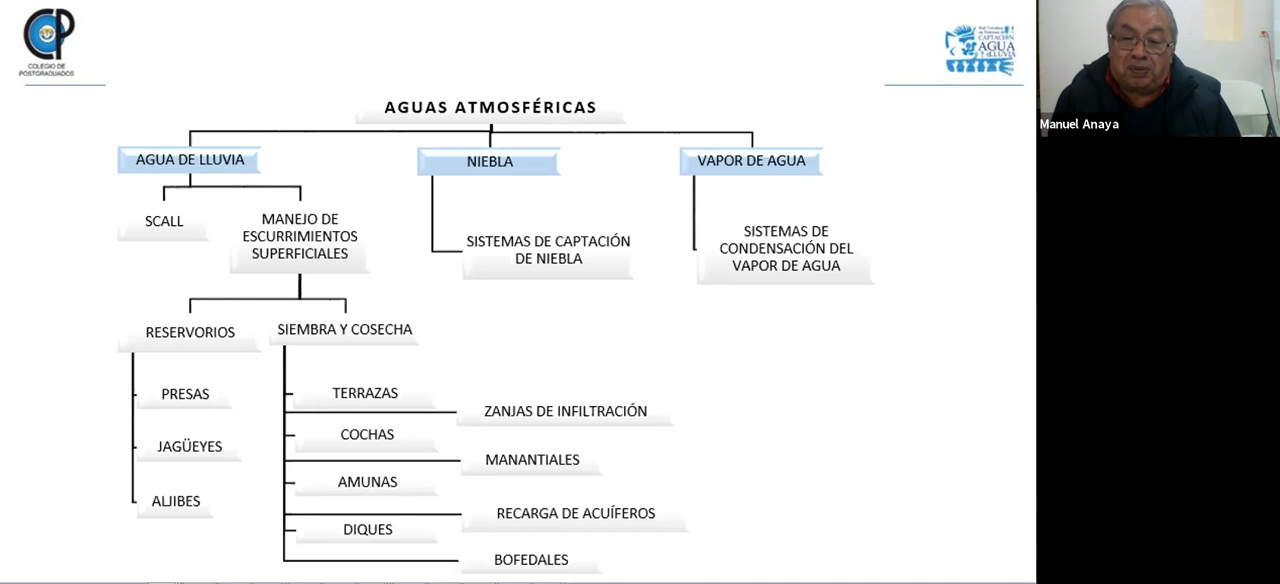 COLEGIO DE
POSTGRADUADOS
CAPTACIÓN
AGUA
LLUVIA
Manuel Anaya
AGUAS ATMOSFÉRICAS
AGUA DE LLUVIA
NIEBLA
VAPOR DE AGUA
SCALL
MANEJO DE
ESCURRIMIENTOS
SUPERFICIALES
SISTEMAS DE CAPTACIÓN
DE NIEBLA
SISTEMAS DE
CONDENSACIÓN DEL
VAPOR DE AGUA
RESERVORIOS
SIEMBRA Y COSECHA
PRESAS
JAGÜEYES
ALJIBES
TERRAZAS
ZANJAS DE INFILTRACIÓN
COCHAS
MANANTIALES
AMUNAS
RECARGA DE ACUÍFEROS
DIQUES
BOFEDALES